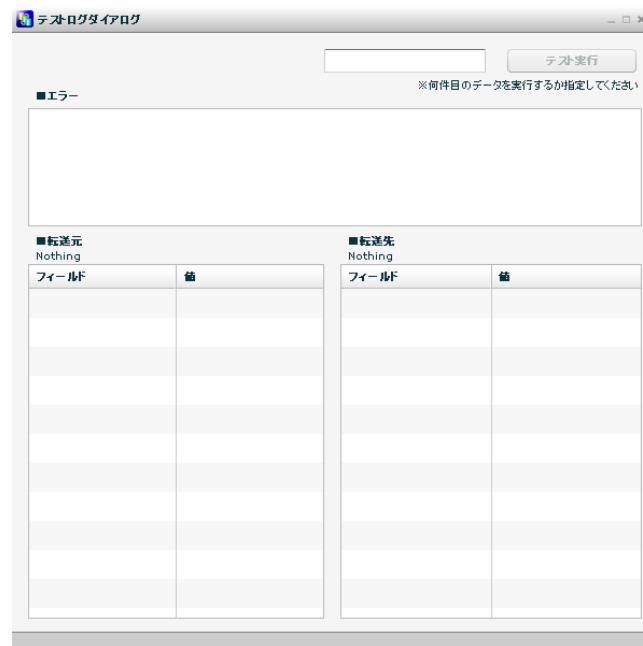 テストログダイアログ
テスト実行
※何件目のデータを実行するか指定してください
■エラー
■転送元
Nothing
フィールド 値
■転送先
Nothing
フィールド 値